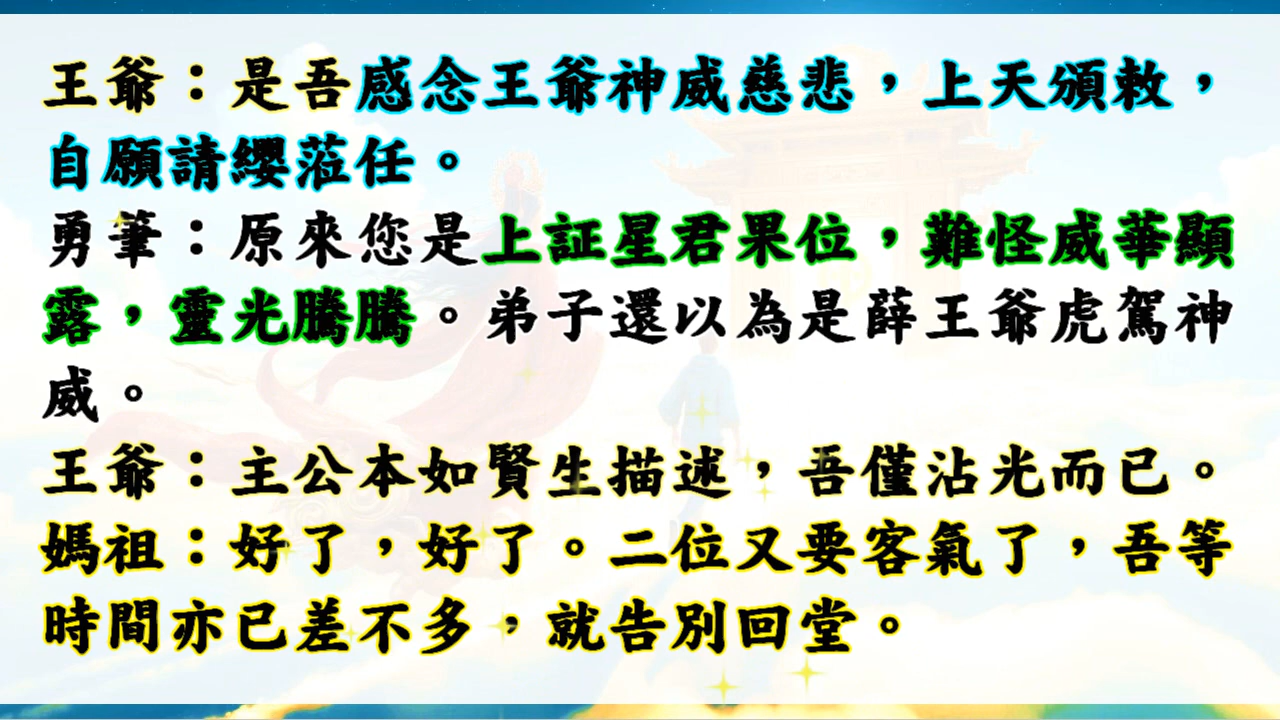 王爺：是吾感念王爺神威慈悲，上天頒敕，
自願請纓蒞任。
勇筆：原來您是上証星君果位，難怪威華顯
露，靈光騰騰。弟子還以為是薛王爺虎駕神
威。
王爺：主公本如賢生描述，吾僅沾光而已。
媽祖：好了，好了。二位又要客氣了，吾等
時間亦已差不多，就告別回堂。